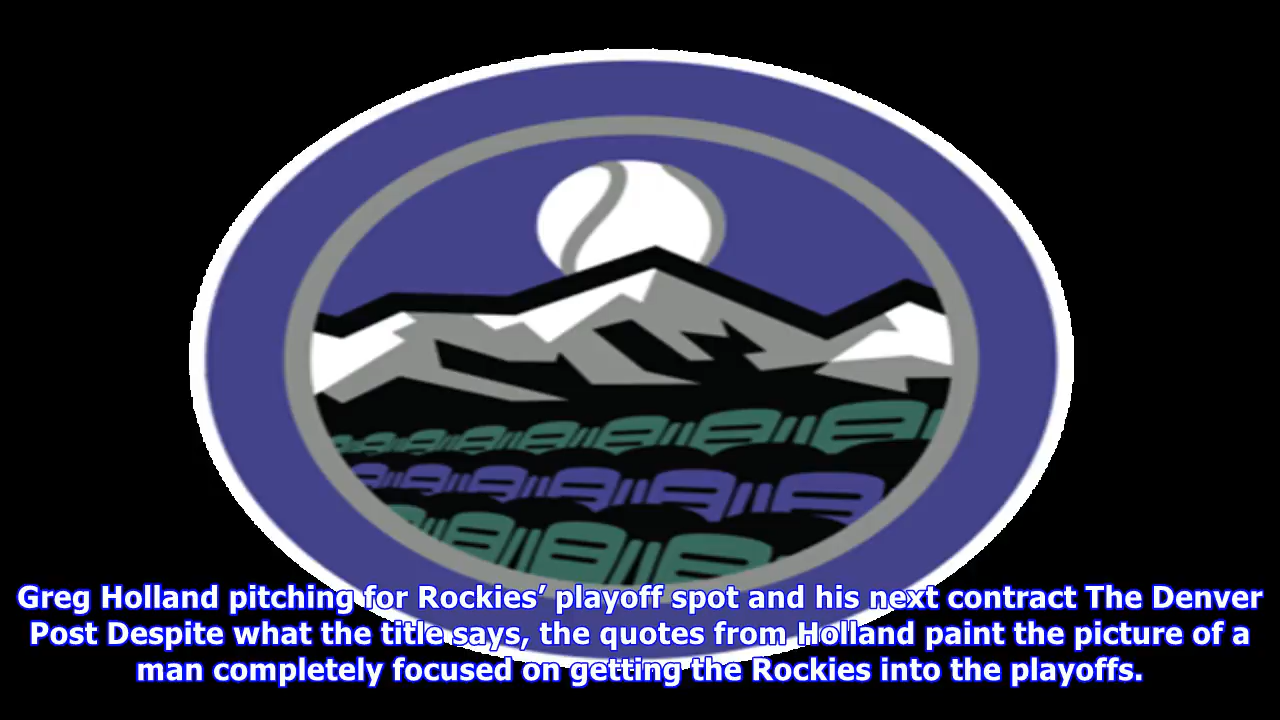 Greg Holland pitching for Rockies’ playoff spot and his next contract The Denver
Post Despite what the title says, the quotes from Holland paint the picture of a
man completely focused on getting the Rockies into the playoffs.